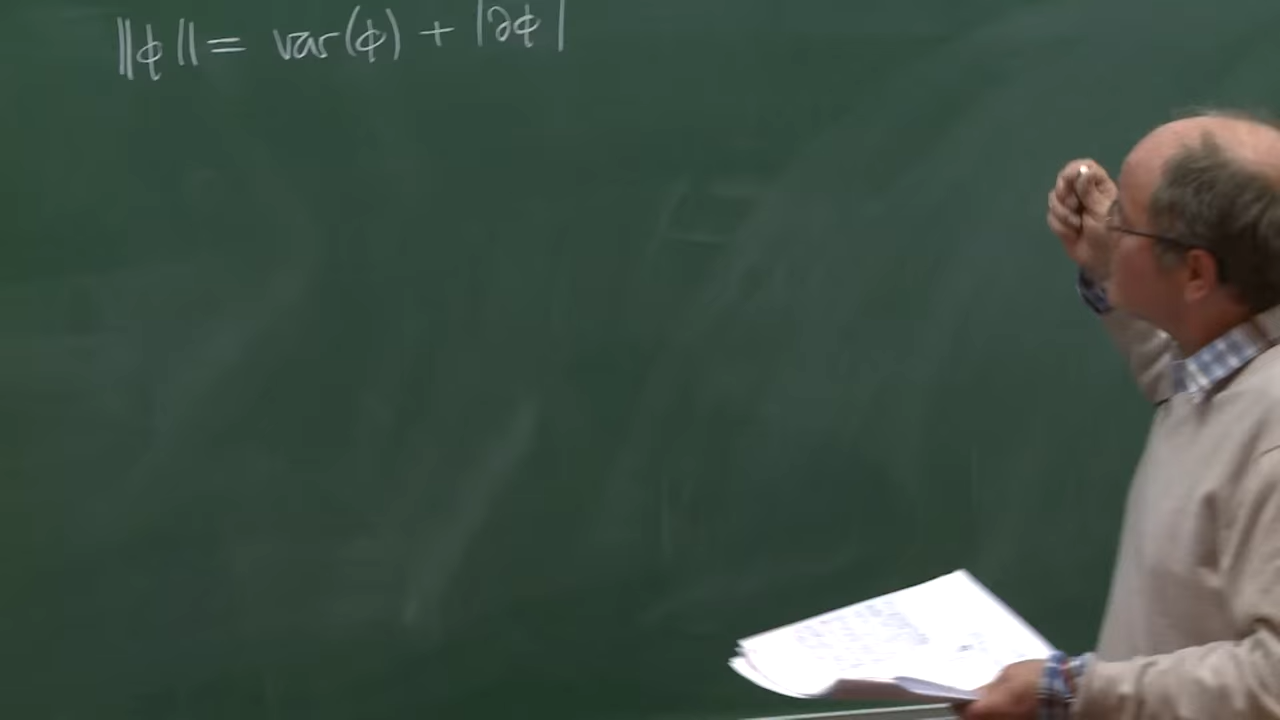 ‖ϕ‖ = var(ϕ) + |∂ϕ|